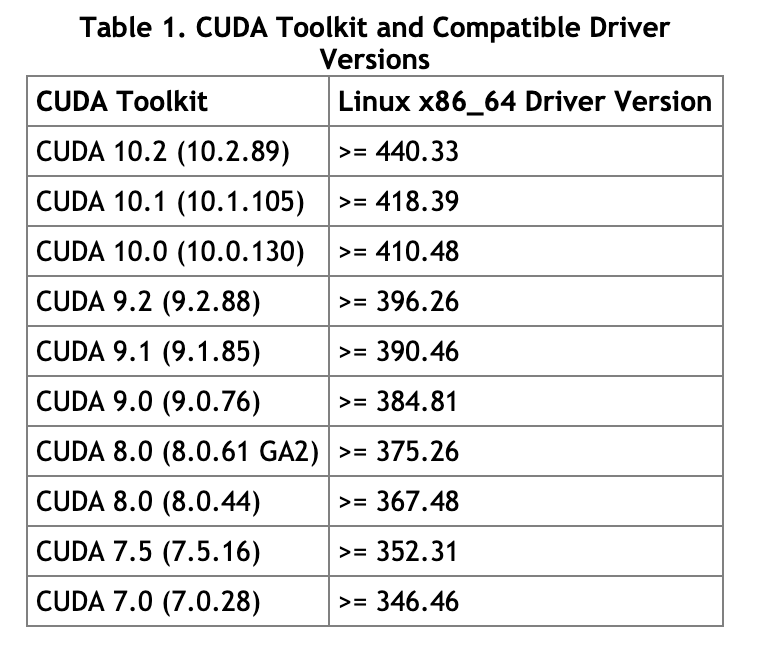 Table 1. CUDA Toolkit and Compatible Driver
Versions
CUDA Toolkit Linux x86_64 Driver Version
CUDA 10.2 (10.2.89) >= 440.33
CUDA 10.1 (10.1.105) >= 418.39
CUDA 10.0 (10.0.130) >= 410.48
CUDA 9.2 (9.2.88) >= 396.26
CUDA 9.1 (9.1.85) >= 390.46
CUDA 9.0 (9.0.76) >= 384.81
CUDA 8.0 (8.0.61 GA2) >= 375.26
CUDA 8.0 (8.0.44) >= 367.48
CUDA 7.5 (7.5.16) >= 352.31
CUDA 7.0 (7.0.28) >= 346.46